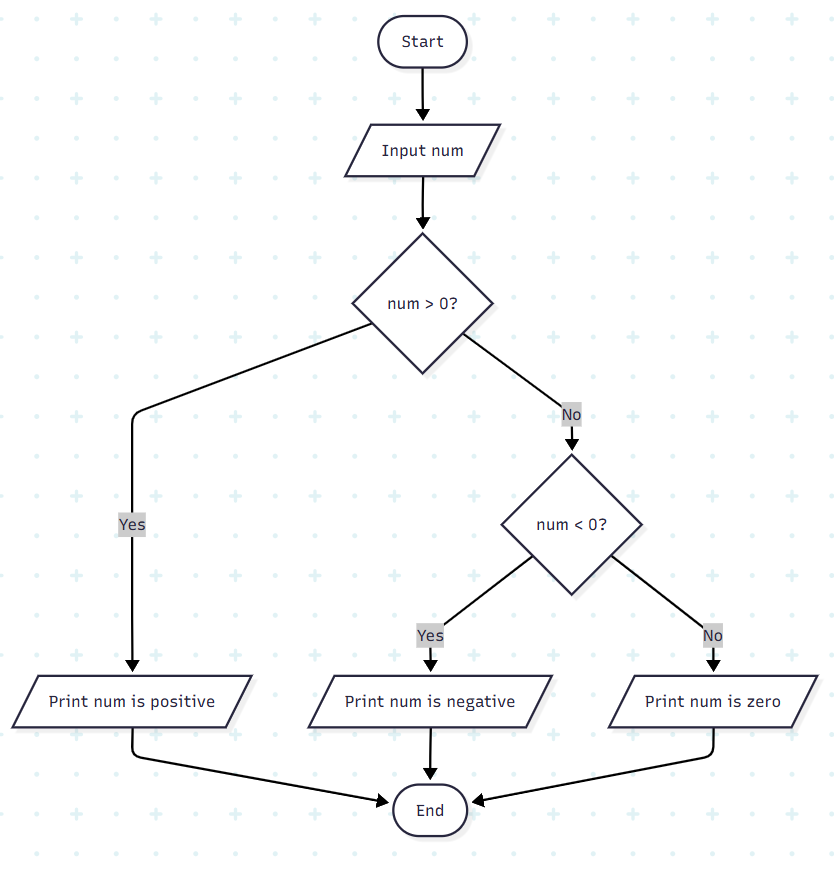 Start
Input num
num > 0?
No
Yes
num < 0?
Yes
No
Print num is positive
Print num is negative
Print num is zero
End